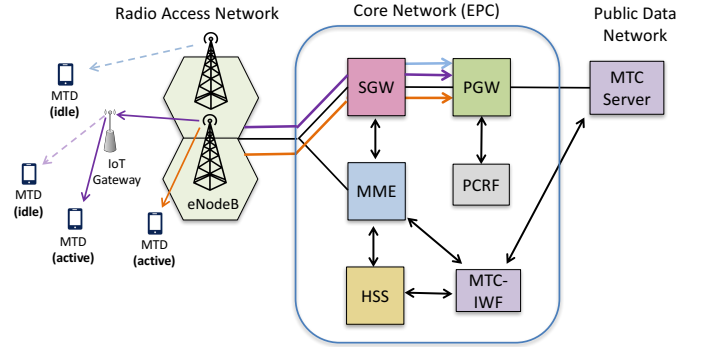 Radio Access Network
Core Network (EPC)
Public Data
Network
MTD
(idle)
IoT
Gateway
MTD
(idle)
MTD
(active)
MTD
(active)
eNodeB
SGW
PGW
MTC
Server
MME
PCRF
HSS
MTC-
IWF